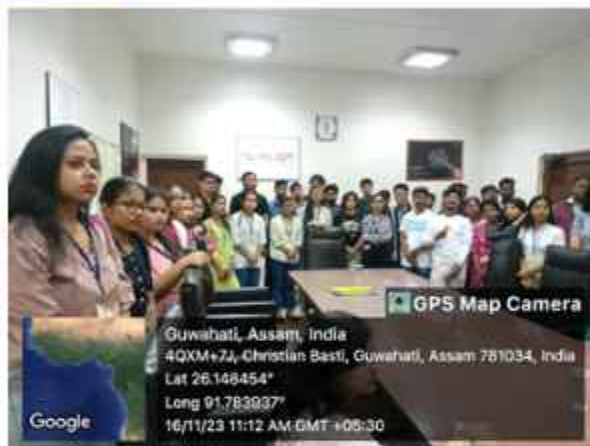 GPS Map Camera
Guwahati, Assam, India
4QXM+7J, Christian Basti, Guwahati, Assam 781034, India
Lat 26.148454°
Long 91.783937°
16/11/23 11:12 AM GMT +05:30
Google